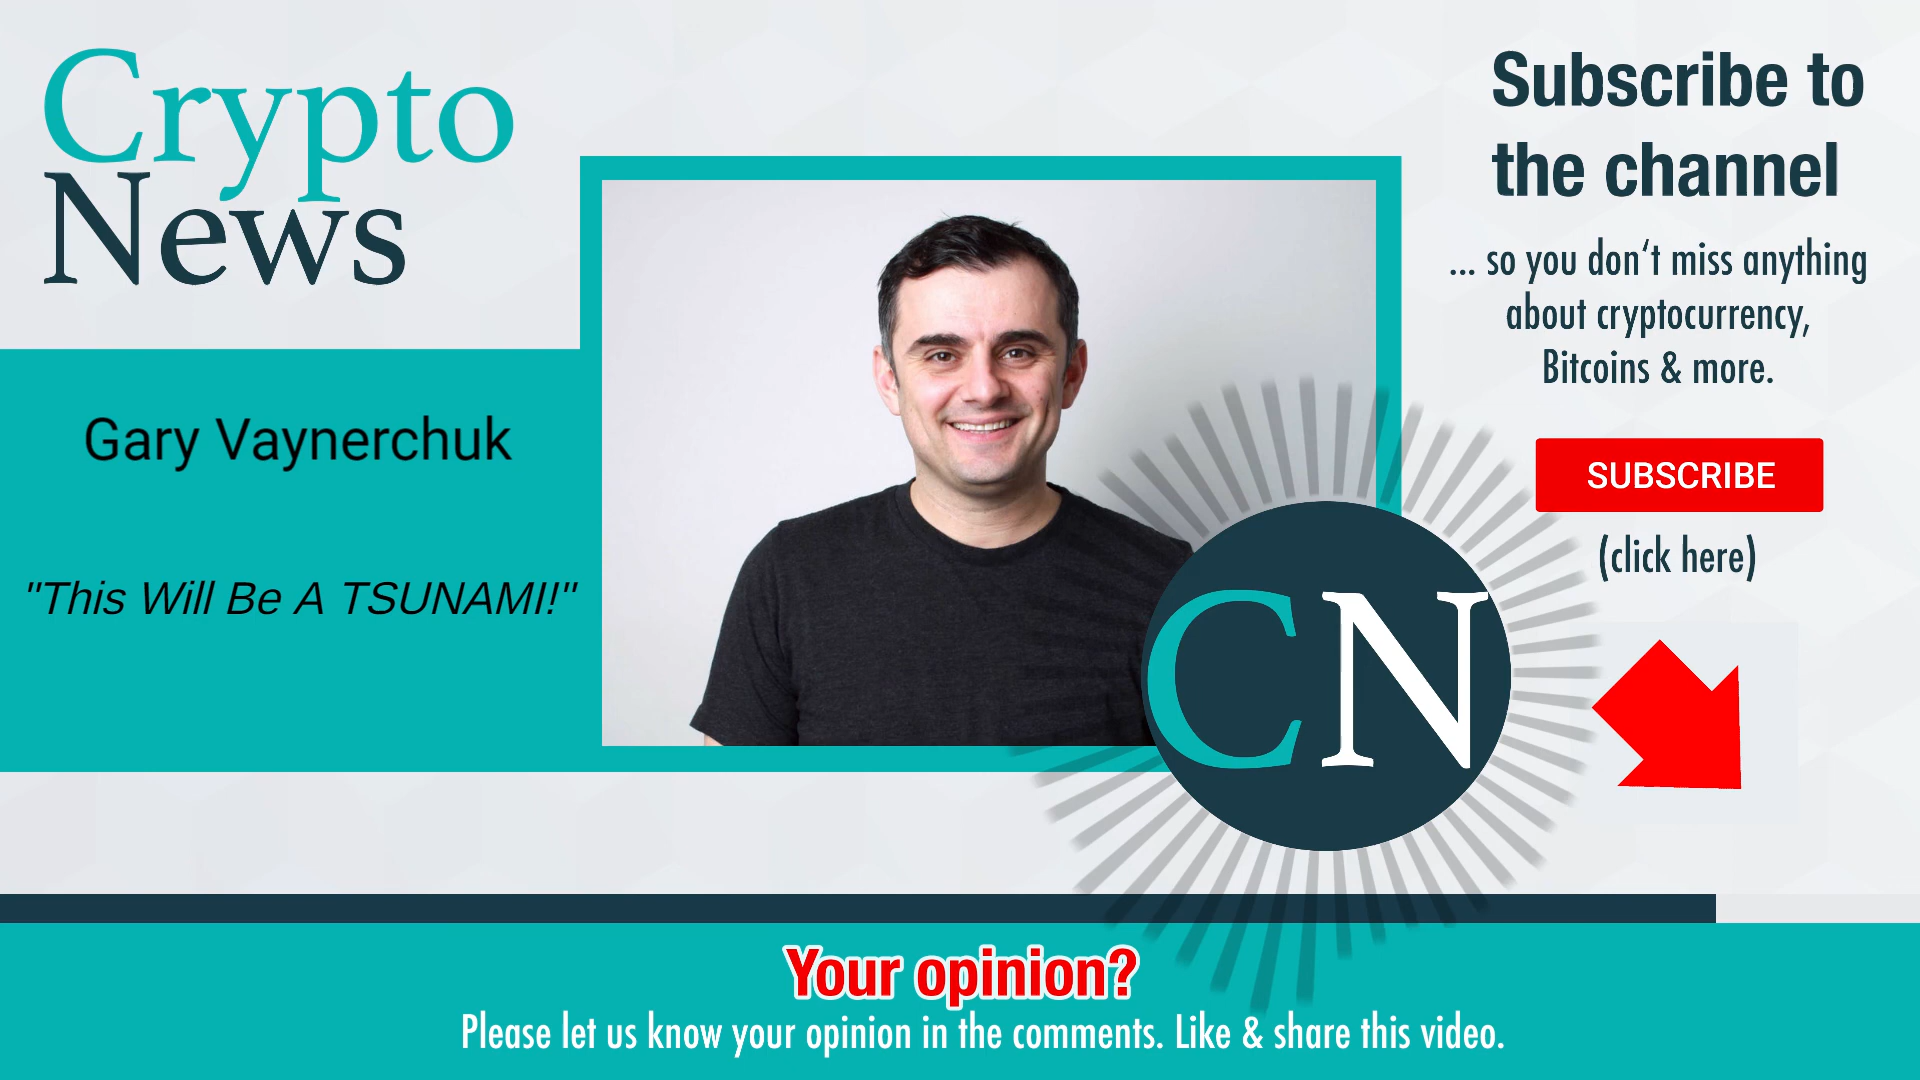 Crypto
News
Gary Vaynerchuk
"This Will Be A TSUNAMI!"
Subscribe to
the channel
... so you don‘t miss anything
about cryptocurrency,
Bitcoins & more.
SUBSCRIBE
(click here)
CN
Your opinion?
Please let us know your opinion in the comments. Like & share this video.